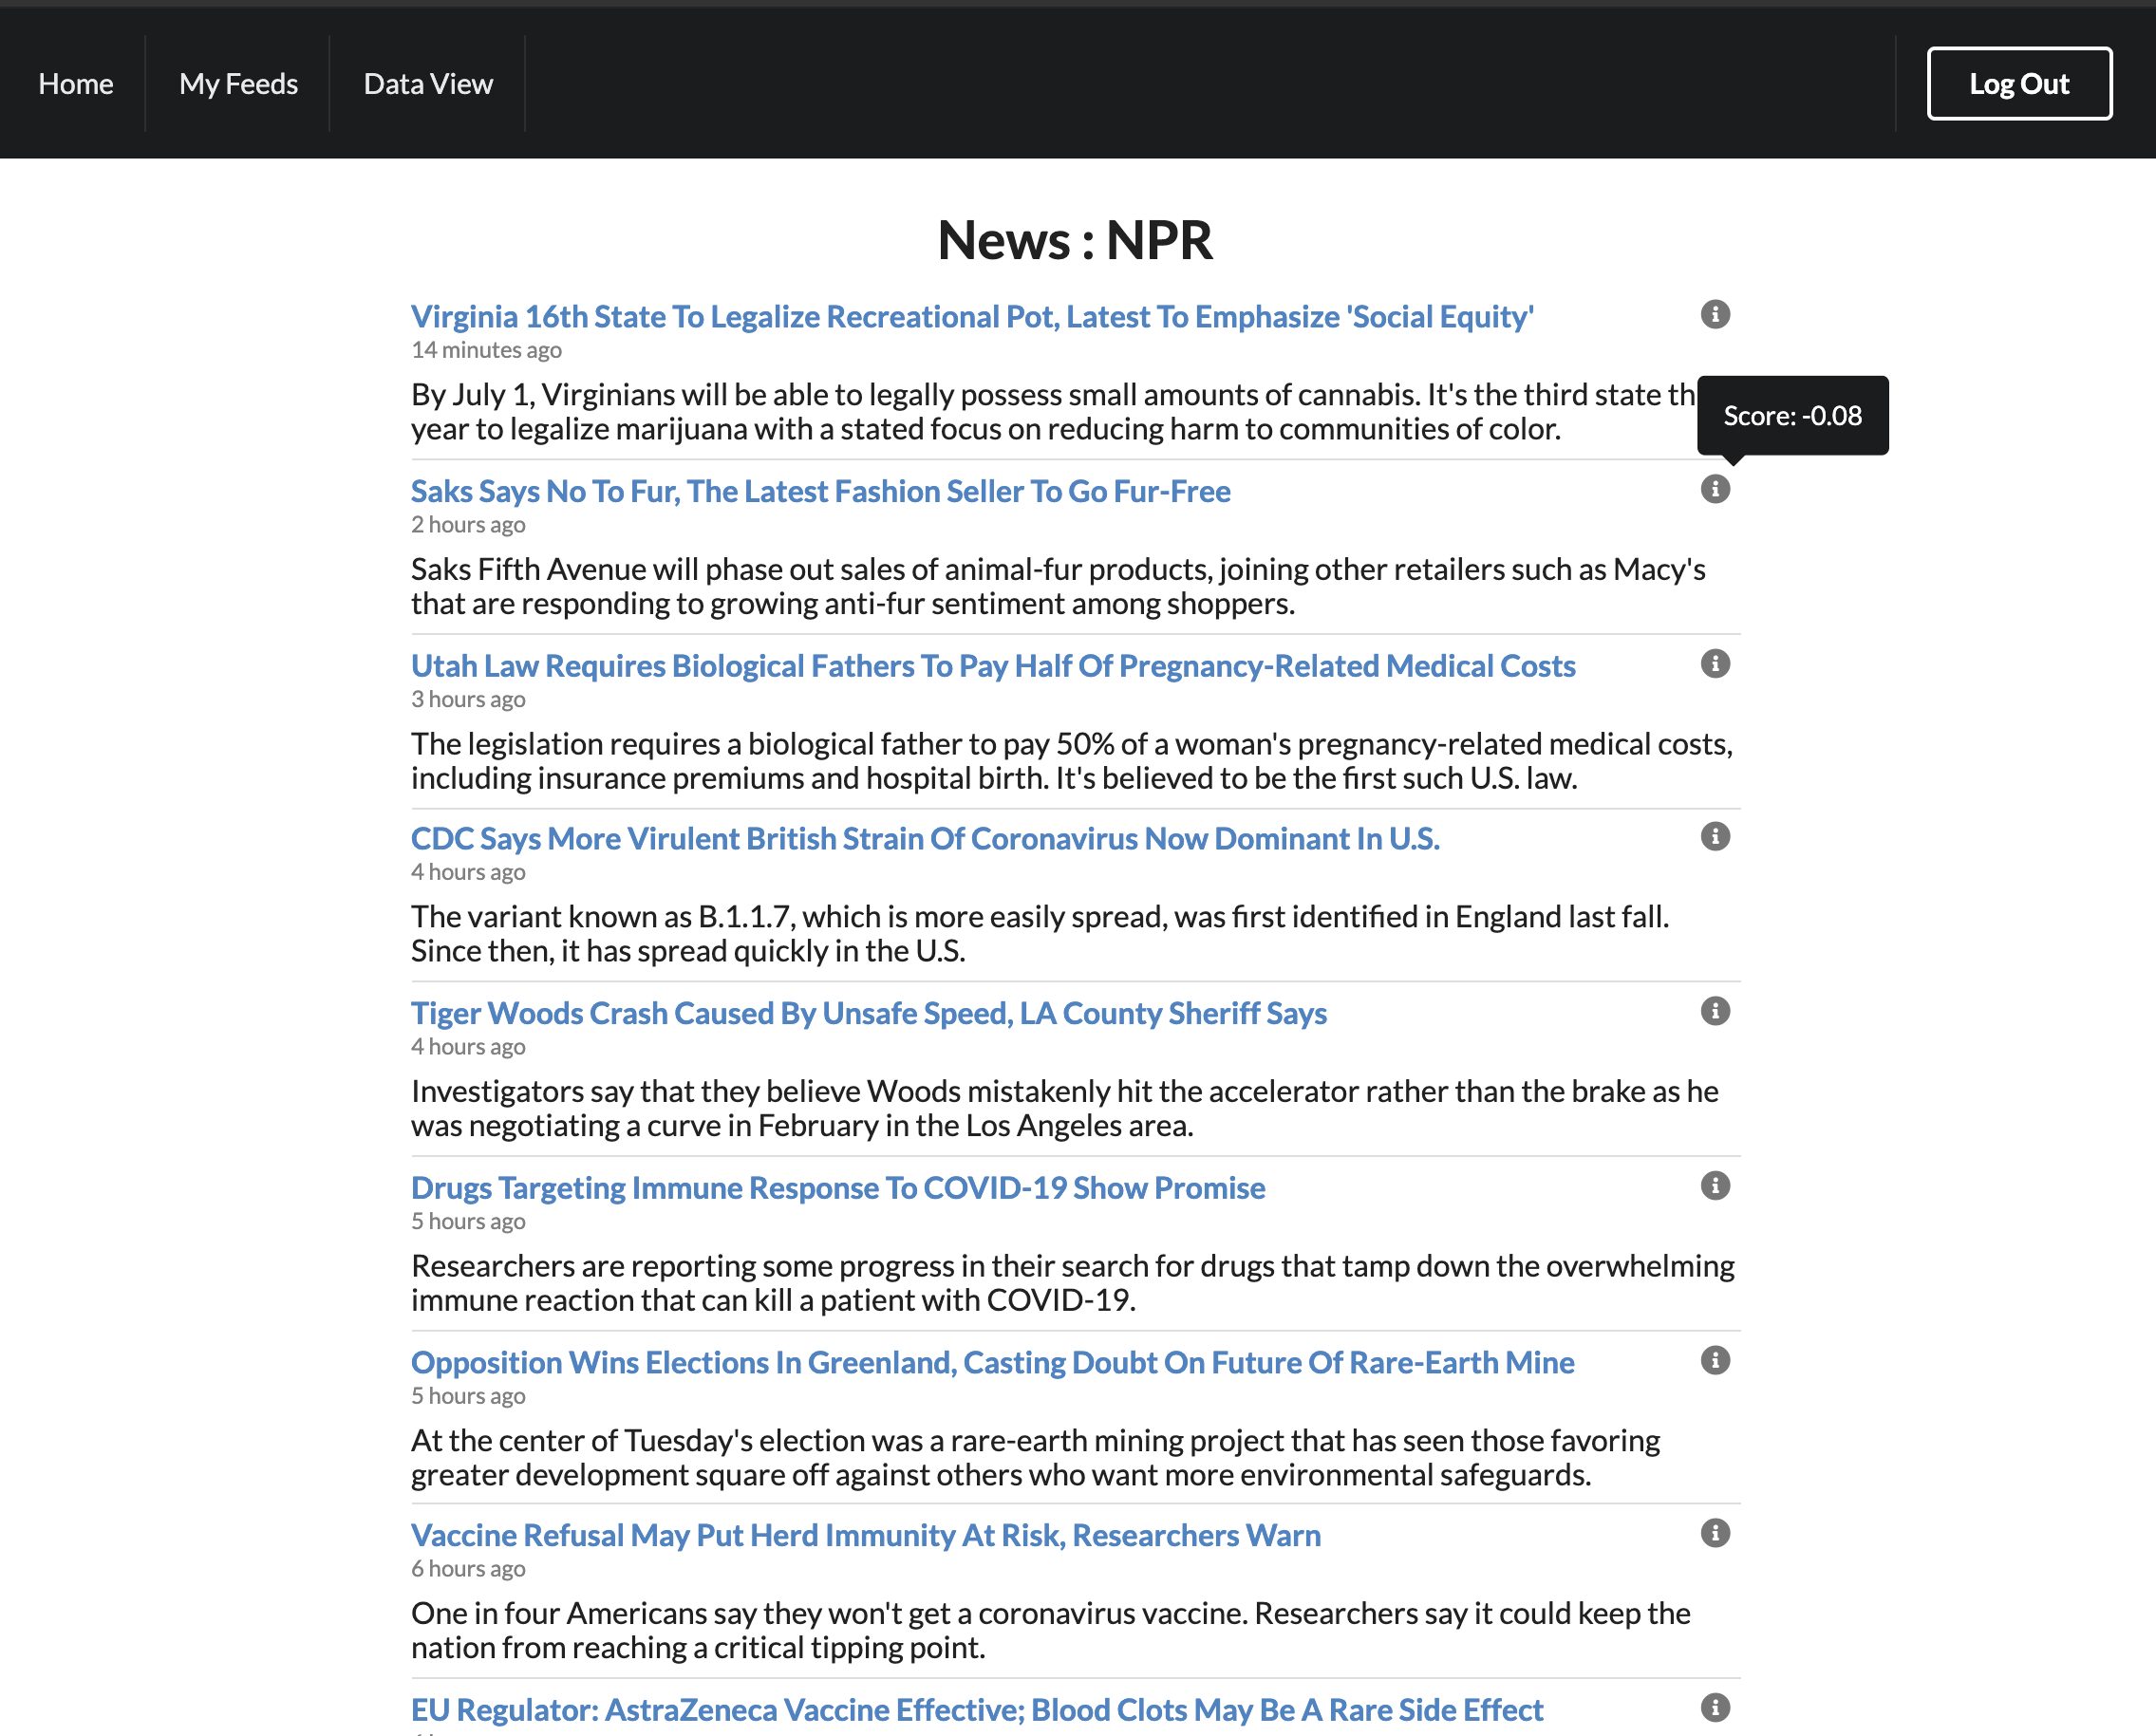 Home
My Feeds
Data View
Log Out
News : NPR
Virginia 16th State To Legalize Recreational Pot, Latest To Emphasize 'Social Equity'
14 minutes ago
By July 1, Virginians will be able to legally possess small amounts of cannabis. It's the third state th
year to legalize marijuana with a stated focus on reducing harm to communities of color.
Score: -0.08
Saks Says No To Fur, The Latest Fashion Seller To Go Fur-Free
2 hours ago
Saks Fifth Avenue will phase out sales of animal-fur products, joining other retailers such as Macy's
that are responding to growing anti-fur sentiment among shoppers.
Utah Law Requires Biological Fathers To Pay Half Of Pregnancy-Related Medical Costs
3 hours ago
The legislation requires a biological father to pay 50% of a woman's pregnancy-related medical costs,
including insurance premiums and hospital birth. It's believed to be the first such U.S. law.
CDC Says More Virulent British Strain Of Coronavirus Now Dominant In U.S.
4 hours ago
The variant known as B.1.1.7, which is more easily spread, was first identified in England last fall.
Since then, it has spread quickly in the U.S.
Tiger Woods Crash Caused By Unsafe Speed, LA County Sheriff Says
4 hours ago
Investigators say that they believe Woods mistakenly hit the accelerator rather than the brake as he
was negotiating a curve in February in the Los Angeles area.
Drugs Targeting Immune Response To COVID-19 Show Promise
5 hours ago
Researchers are reporting some progress in their search for drugs that tamp down the overwhelming
immune reaction that can kill a patient with COVID-19.
Opposition Wins Elections In Greenland, Casting Doubt On Future Of Rare-Earth Mine
5 hours ago
At the center of Tuesday's election was a rare-earth mining project that has seen those favoring
greater development square off against others who want more environmental safeguards.
Vaccine Refusal May Put Herd Immunity At Risk, Researchers Warn
6 hours ago
One in four Americans say they won't get a coronavirus vaccine. Researchers say it could keep the
nation from reaching a critical tipping point.
EU Regulator: AstraZeneca Vaccine Effective; Blood Clots May Be A Rare Side Effect